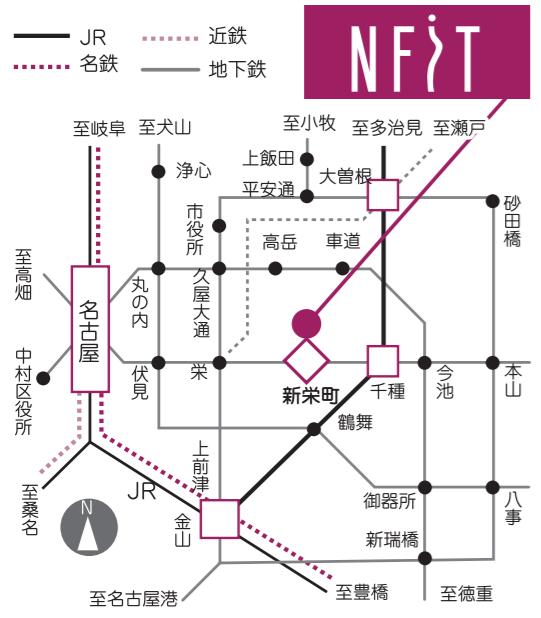 JR
近鉄
名鉄
地下鉄
NFiT
至岐阜
至犬山
至小牧
至多治見
至瀬戸
浄心
上飯田
大曽根
平安通
砂田橋
市役所
高岳
車道
至高畑
丸の内
久屋大通
名古屋
中村区役所
伏見
栄
新栄町
千種
今池
本山
鶴舞
上前津
JR
御器所
八事
至桑名
N
金山
新瑞橋
至名古屋港
至豊橋
至徳重